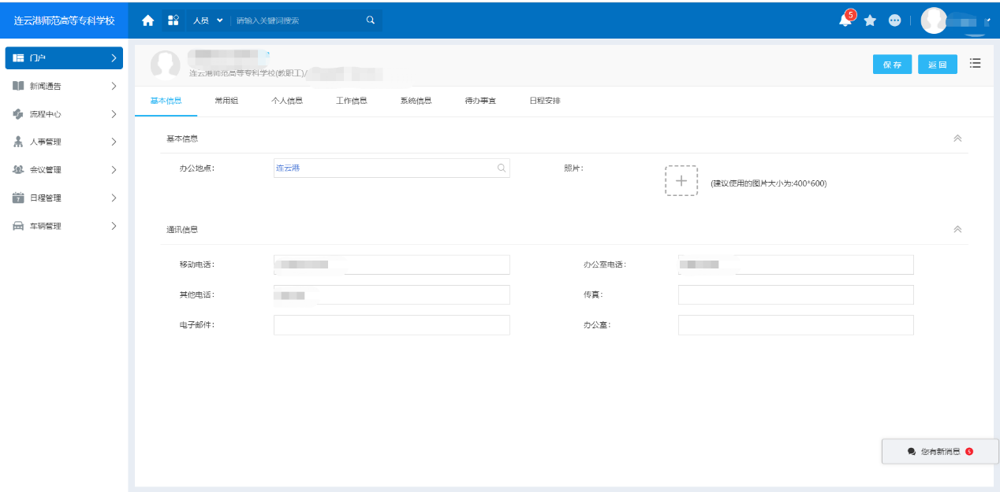 连云港师范高等专科学校
人员
请输入关键词搜索
5
门户
新闻通告
流程中心
人事管理
会议管理
7
日程管理
车辆管理
连云港师范高等专科学校(教职工)/
保存
返回
基本信息
常用组
个人信息
工作信息
系统信息
待办事宜
日程安排
基本信息
办公地点：
连云港
照片：
(建议使用的图片大小为:400*600)
通讯信息
移动电话：
办公室电话：
其他电话：
传真：
电子邮件：
办公室：
您有新消息 5